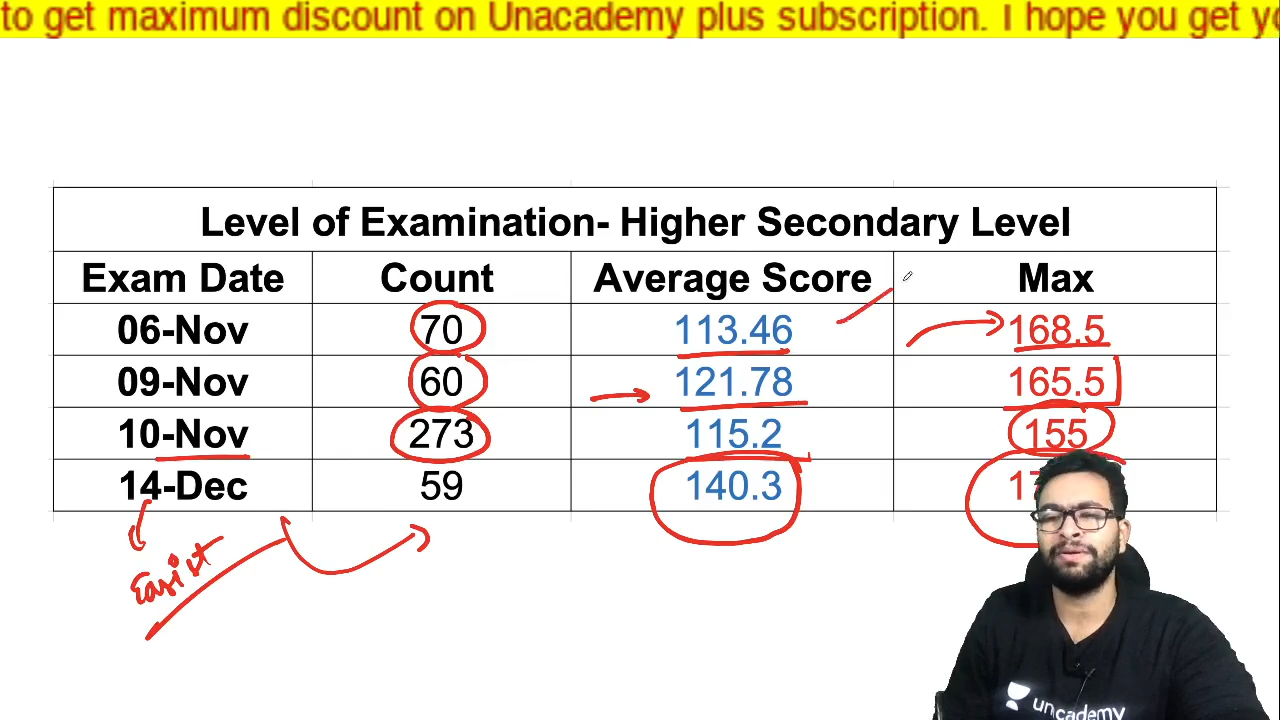 to get maximum discount on Unacademy plus subscription. I hope you get
Level of Examination- Higher Secondary Level
Exam Date Count Average Score Max
06-Nov 70 113.46 168.5
09-Nov 60 121.78 165.5
10-Nov 273 115.2 155
14-Dec 59 140.3
Easist
unacademy